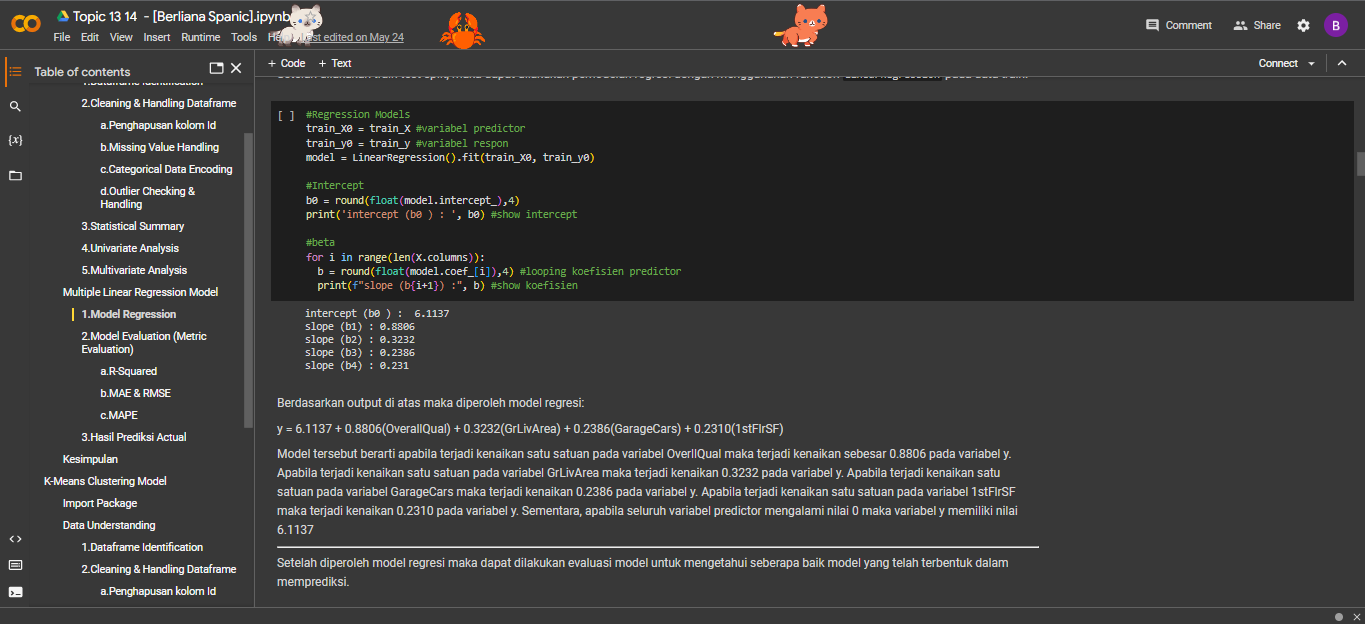 Topic 13 14 - [Berliana Spanic].ipynb
File Edit View Insert Runtime Tools
last edited on May 24
Comment Share B
Table of contents
+ Code + Text
Connect
2.Cleaning & Handling Dataframe
a.Penghapusan kolom Id
b.Missing Value Handling
c.Categorical Data Encoding
d.Outlier Checking &
Handling
3.Statistical Summary
4.Univariate Analysis
5.Multivariate Analysis
Multiple Linear Regression Model
1.Model Regression
2.Model Evaluation (Metric
Evaluation)
a.R-Squared
b.MAE & RMSE
c.MAPE
3.Hasil Prediksi Actual
Kesimpulan
K-Means Clustering Model
Import Package
Data Understanding
1.Dataframe Identification
2.Cleaning & Handling Dataframe
a.Penghapusan kolom Id
[ ] #Regression Models
train_X0 = train_X #variabel predictor
train_y0 = train_y #variabel respon
model = LinearRegression().fit(train_X0, train_y0)
#Intercept
b0 = round(float(model.intercept_),4)
print('intercept (b0 ) : ', b0) #show intercept
#beta
for i in range(len(X.columns)):
b = round(float(model.coef_[i]),4) #looping koefisien predictor
print(f"slope (b{i+1}) :", b) #show koefisien
intercept (b0 ) :  6.1137
slope (b1) : 0.8806
slope (b2) : 0.3232
slope (b3) : 0.2386
slope (b4) : 0.231
Berdasarkan output di atas maka diperoleh model regresi:
y = 6.1137 + 0.8806(OverallQual) + 0.3232(GrLivArea) + 0.2386(GarageCars) + 0.2310(1stFlrSF)
Model tersebut berarti apabila terjadi kenaikan satu satuan pada variabel OverllQual maka terjadi kenaikan sebesar 0.8806 pada variabel y.
Apabila terjadi kenaikan satu satuan pada variabel GrLivArea maka terjadi kenaikan 0.3232 pada variabel y. Apabila terjadi kenaikan satu
satuan pada variabel GarageCars maka terjadi kenaikan 0.2386 pada variabel y. Apabila terjadi kenaikan satu satuan pada variabel 1stFlrSF
maka terjadi kenaikan 0.2310 pada variabel y. Sementara, apabila seluruh variabel predictor mengalami nilai 0 maka variabel y memiliki nilai
6.1137
Setelah diperoleh model regresi maka dapat dilakukan evaluasi model untuk mengetahui seberapa baik model yang telah terbentuk dalam
memprediksi.